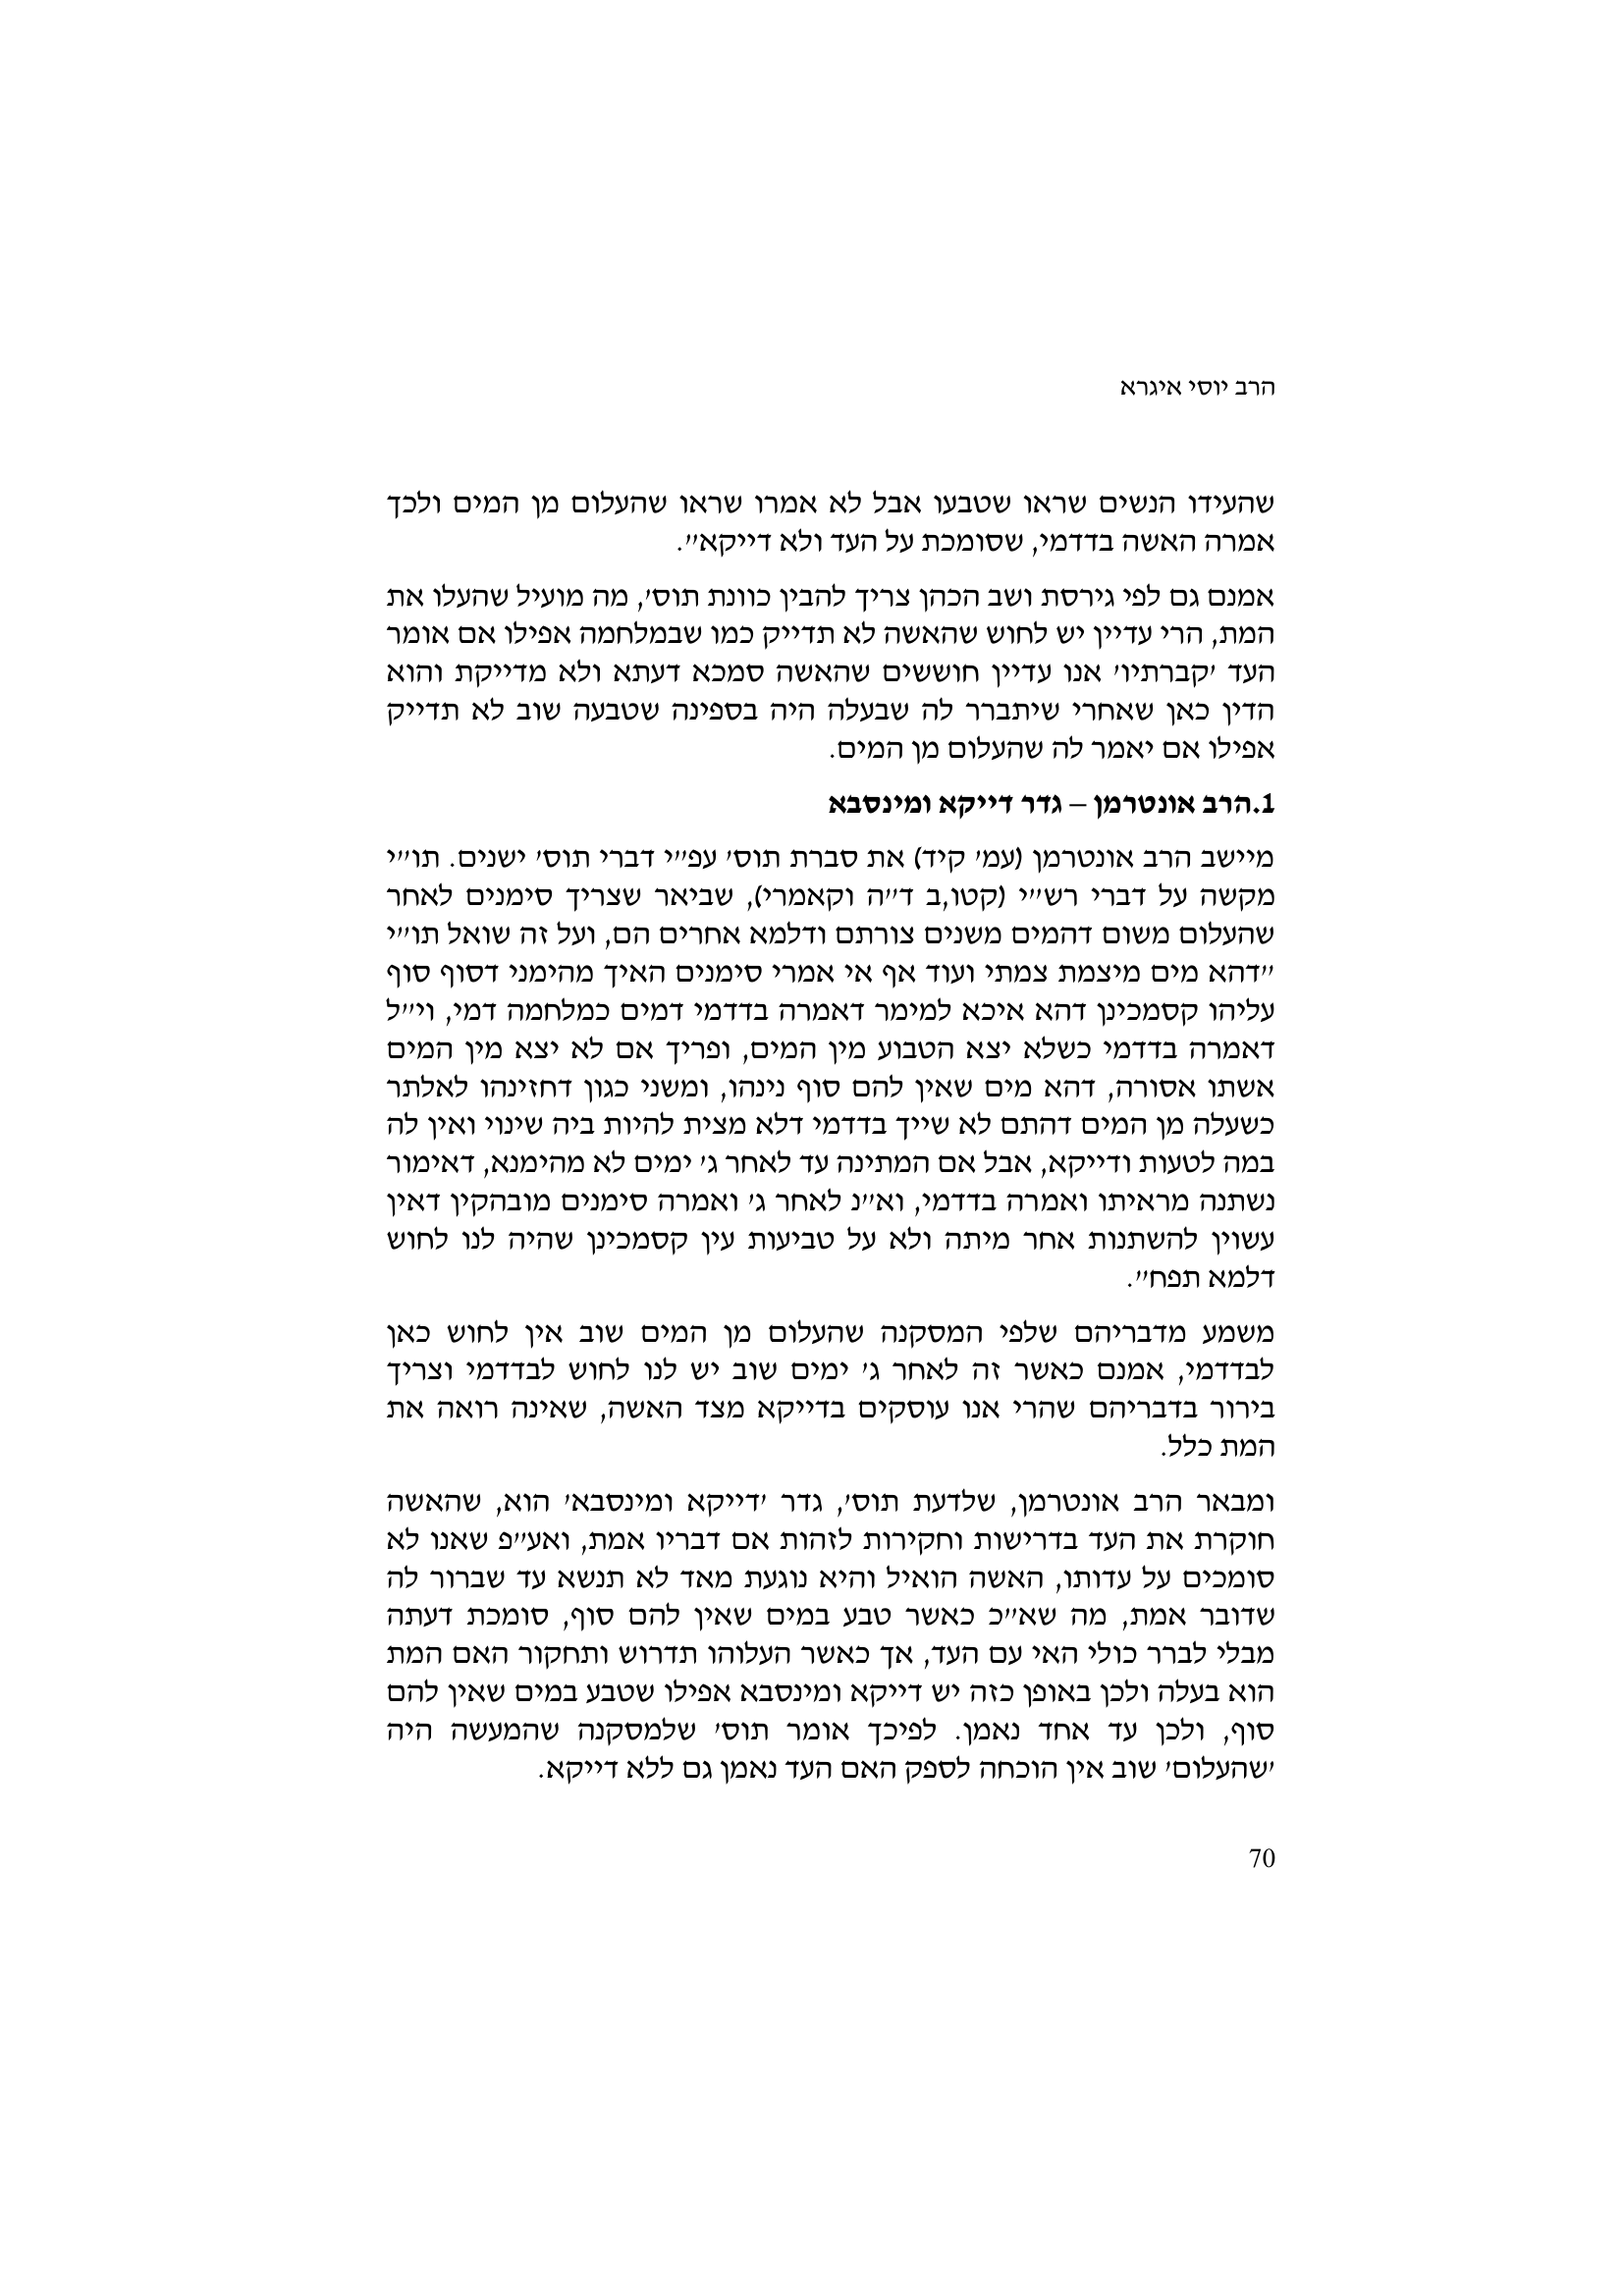 הרב יוסי איגרא
שהעידו הנשים שראו שטבעו אבל לא אמרו שראו שהעלום מן המים ולכך
אמרה האשה בדדמי, שסומכת על העד ולא דייקא״.
אמנם גם לפי גירסת ושב הכהן צריך להבין כוונת תוס׳, מה מועיל שהעלו את
המת, הרי עדיין יש לחוש שהאשה לא תדייק כמו שבמלחמה אפילו אם אומר
העד ׳קברתיו׳ אנו עדיין חוששים שהאשה סמכא דעתא ולא מדייקת והוא
הדין כאן שאחרי שיתברר לה שבעלה היה בספינה שטבעה שוב לא תדייק
אפילו אם יאמר לה שהעלום מן המים.
1.הרב אונטרמן – גדר דייקא ומינסבא
מיישב הרב אונטרמן (עמ׳ קיד) את סברת תוס׳ עפ״י דברי תוס׳ ישנים. תו״י
מקשה על דברי רש״י (קטו,ב ד״ה וקאמרי), שביאר שצריך סימנים לאחר
שהעלום משום דהמים משנים צורתם ודלמא אחרים הם, ועל זה שואל תו״י
״דהא מים מיצמת צמתי ועוד אף אי אמרי סימנים האיך מהימני דסוף סוף
עליהו קסמכינן דהא איכא למימר דאמרה בדדמי דמים כמלחמה דמי, וי״ל
דאמרה בדדמי כשלא יצא הטבוע מין המים, ופריך אם לא יצא מין המים
אשתו אסורה, דהא מים שאין להם סוף נינהו, ומשני כגון דחזינהו לאלתר
כשעלה מן המים דהתם לא שייך בדדמי דלא מצית להיות ביה שינוי ואין לה
במה לטעות ודייקא, אבל אם המתינה עד לאחר ג׳ ימים לא מהימנא, דאימור
נשתנה מראיתו ואמרה בדדמי, וא״נ לאחר ג׳ ואמרה סימנים מובהקין דאין
עשוין להשתנות אחר מיתה ולא על טביעות עין קסמכינן שהיה לנו לחוש
דלמא תפח״.
משמע מדבריהם שלפי המסקנה שהעלום מן המים שוב אין לחוש כאן
לבדדמי, אמנם כאשר זה לאחר ג׳ ימים שוב יש לנו לחוש לבדדמי וצריך
בירור בדבריהם שהרי אנו עוסקים בדייקא מצד האשה, שאינה רואה את
המת כלל.
ומבאר הרב אונטרמן, שלדעת תוס׳, גדר ׳דייקא ומינסבא׳ הוא, שהאשה
חוקרת את העד בדרישות וחקירות לזהות אם דבריו אמת, ואע״פ שאנו לא
סומכים על עדותו, האשה הואיל והיא נוגעת מאד לא תנשא עד שברור לה
שדובר אמת, מה שא״כ כאשר טבע במים שאין להם סוף, סומכת דעתה
מבלי לברר כולי האי עם העד, אך כאשר העלוהו תדרוש ותחקור האם המת
הוא בעלה ולכן באופן כזה יש דייקא ומינסבא אפילו שטבע במים שאין להם
סוף, ולכן עד אחד נאמן. לפיכך אומר תוס׳ שלמסקנה שהמעשה היה
׳שהעלום׳ שוב אין הוכחה לספק האם העד נאמן גם ללא דייקא.
70